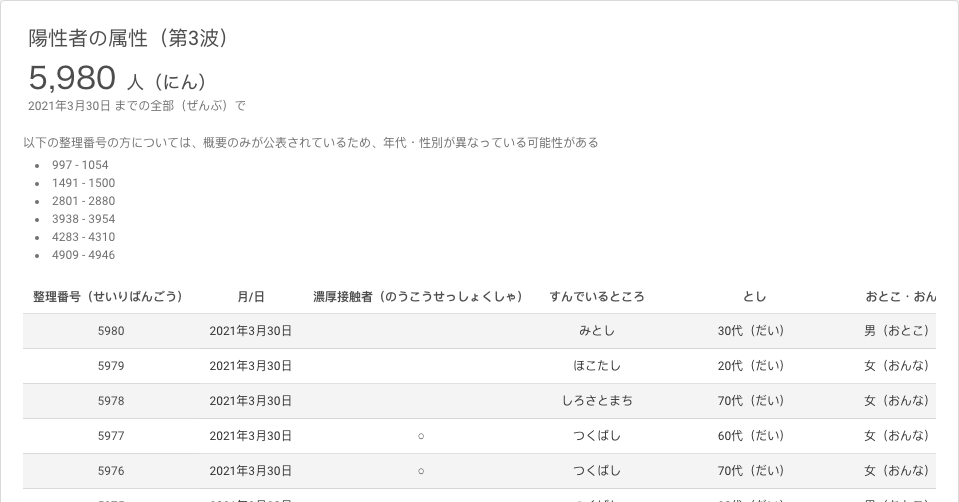 陽性者の属性（第3波）
5,980 人（にん）
2021年3月30日 までの全部（ぜんぶ）で
以下の整理番号の方については、概要のみが公表されているため、年代・性別が異なっている可能性がある
• 997 - 1054
• 1491 - 1500
• 2801 - 2880
• 3938 - 3954
• 4283 - 4310
• 4909 - 4946
整理番号（せいりばんごう） 月/日 濃厚接触者（のうこうせっしょくしゃ） すんでいるところ とし おとこ・おん
5980 2021年3月30日 みとし 30代（だい） 男（おとこ）
5979 2021年3月30日 ほこたし 20代（だい） 女（おんな）
5978 2021年3月30日 しろさとまち 70代（だい） 女（おんな）
5977 2021年3月30日 ○ つくばし 60代（だい） 女（おんな）
5976 2021年3月30日 ○ つくばし 70代（だい） 女（おんな）